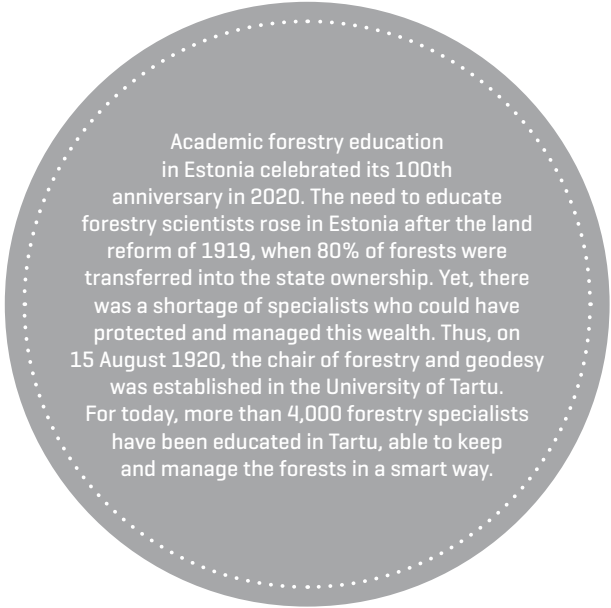 Academic forestry education
in Estonia celebrated its 100th
anniversary in 2020. The need to educate
forestry scientists rose in Estonia after the land
reform of 1919, when 80% of forests were
transferred into the state ownership. Yet, there
was a shortage of specialists who could have
protected and managed this wealth. Thus, on
15 August 1920, the chair of forestry and geodesy
was established in the University of Tartu.
For today, more than 4,000 forestry specialists
have been educated in Tartu, able to keep
and manage the forests in a smart way.